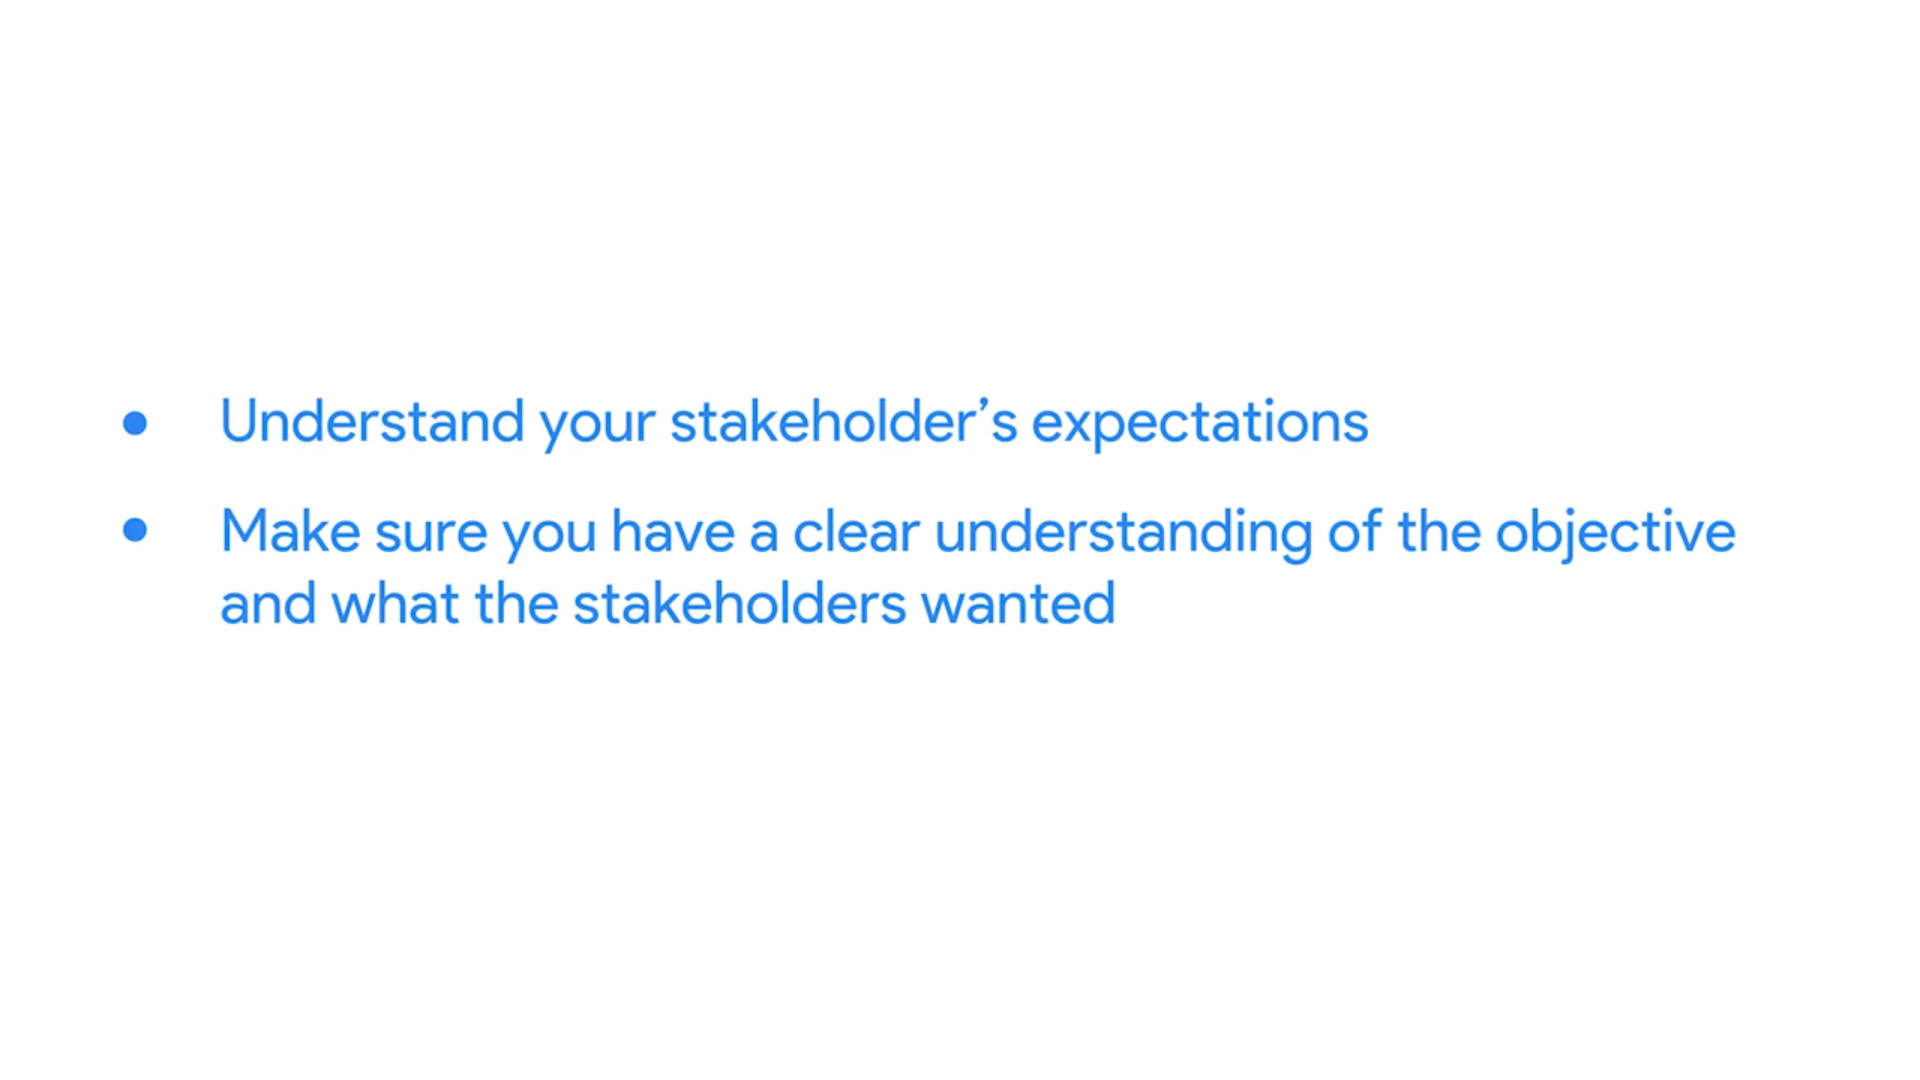 • Understand your stakeholder’s expectations
• Make sure you have a clear understanding of the objective
and what the stakeholders wanted